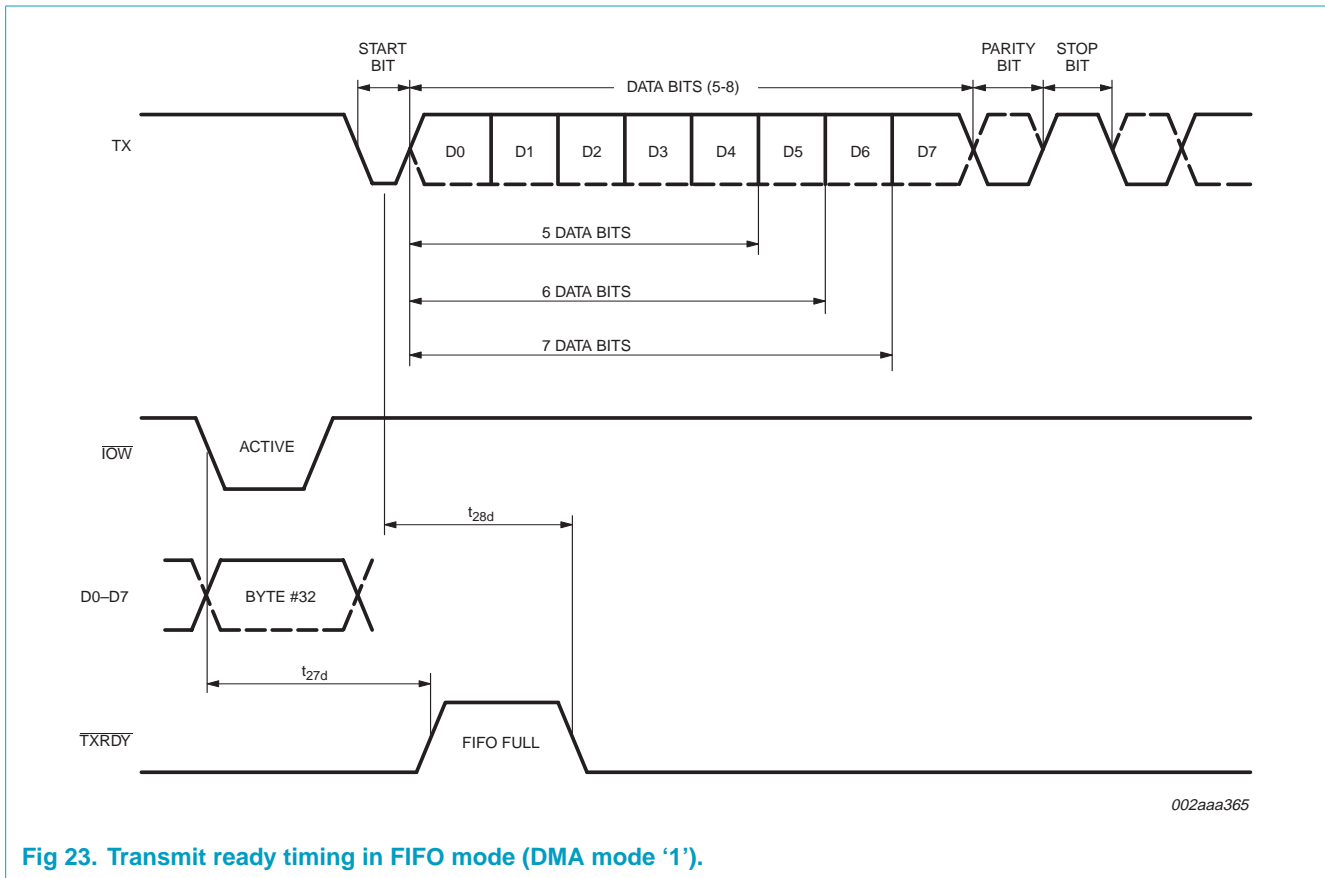 START
BIT
DATA BITS (5-8)
PARITY
BIT
STOP
BIT
TX
D0
D1
D2
D3
D4
D5
D6
D7
5 DATA BITS
6 DATA BITS
7 DATA BITS
IOW
ACTIVE
t28d
D0–D7
BYTE #32
t27d
TXRDY
FIFO FULL
002aaa365
Fig 23. Transmit ready timing in FIFO mode (DMA mode ‘1’).